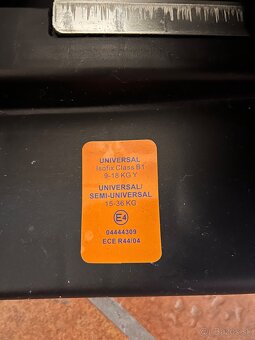 UNIVERSAL
Isofix Class B1
9-18 KG Y
UNIVERSAL/
SEMI-UNIVERSAL
15-36 KG
E4
04444309
ECE R44/04